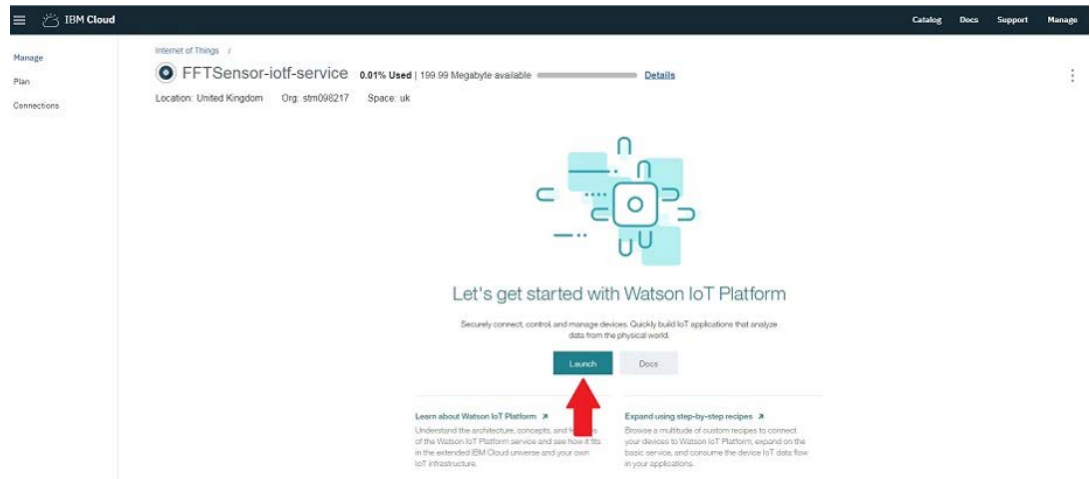 IBM Cloud
Catalog Docs Support Manage
Manage
Plan
Connections
Internet of Things /
FFTSensor-iotf-service 0.01% Used | 199.99 Megabyte available Details
Location: United Kingdom Org: stm098217 Space: uk
Let's get started with Watson IoT Platform
Securely connect, control, and manage devices. Quickly build IoT applications that analyze
data from the physical world.
Launch Docs
Learn about Watson IoT Platform
Understand the architecture, concepts, and
of the Watson IoT Platform service and see how it fits
in the extended IBM Cloud universe and your own
IoT infrastructure.
Expand using step-by-step recipes
Browse a multitude of custom recipes to connect
your devices to Watson IoT Platform, expand on the
basic service, and consume the device IoT data flow
in your applications.